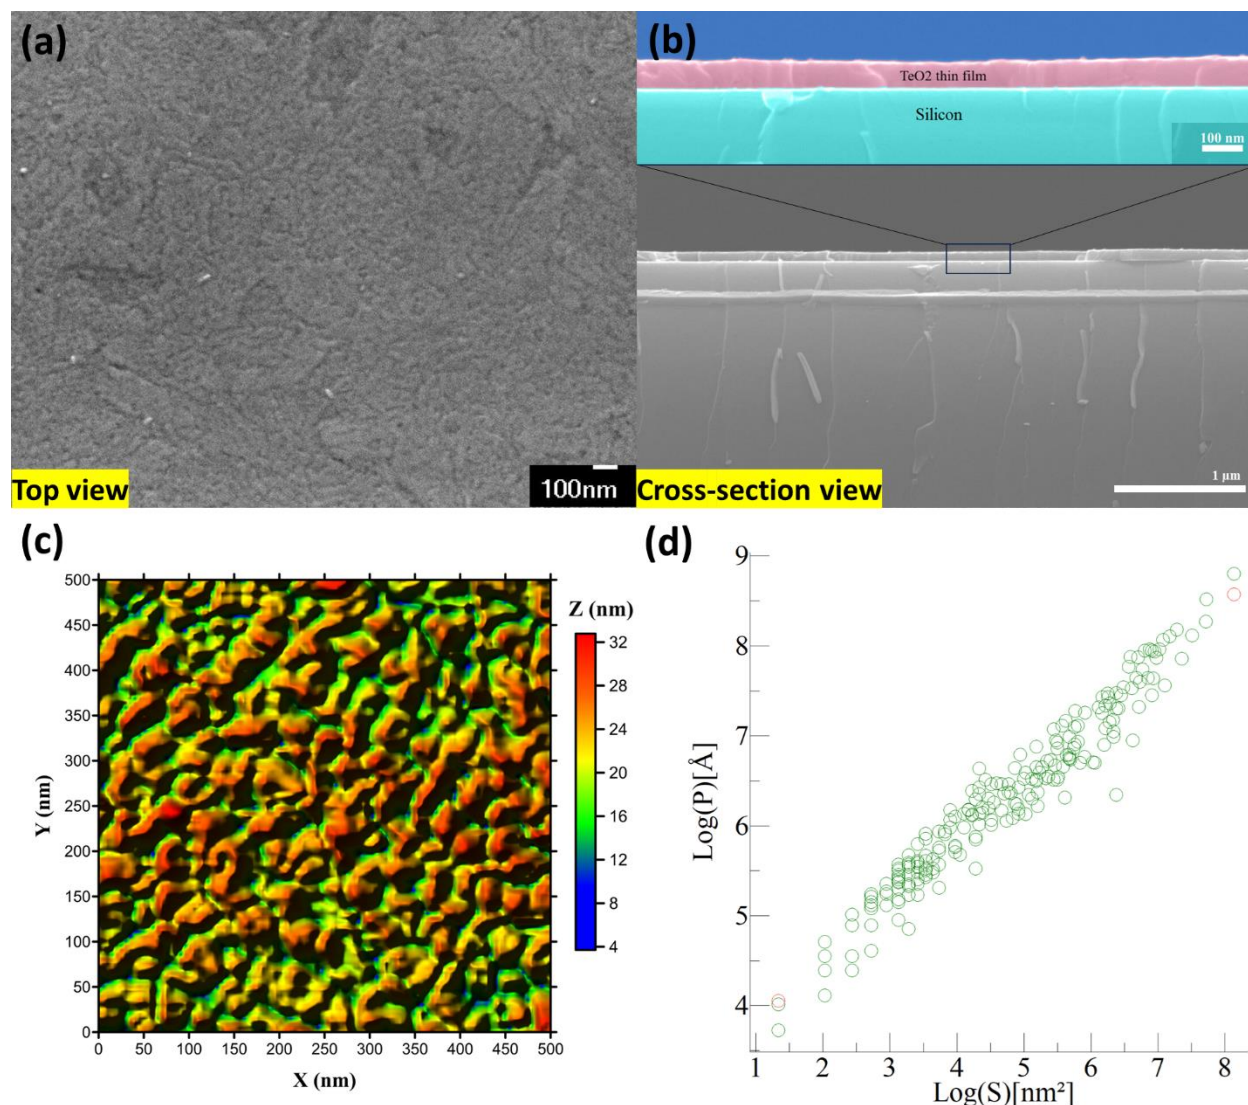 (a)
Top view
100nm
(b)
TeO2 thin film
Silicon
100 nm
1 µm
Cross-section view
(c)
500
450
400
350
300
250
200
150
100
50
0
Y (nm)
0 50 100 150 200 250 300 350 400 450 500
X (nm)
Z (nm)
32
28
24
20
16
12
8
4
(d)
9
8
7
6
5
4
Log(P)[Å]
1 2 3 4 5 6 7 8
Log(S)[nm²]